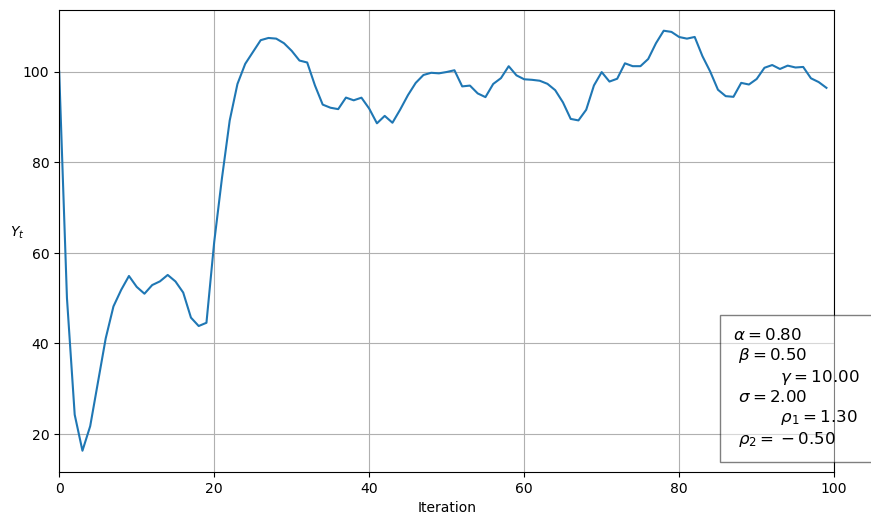 100
80
60
40
20
Y_t
0 20 40 60 80 100
Iteration
α = 0.80
β = 0.50
γ = 10.00
σ = 2.00
ρ₁ = 1.30
ρ₂ = −0.50